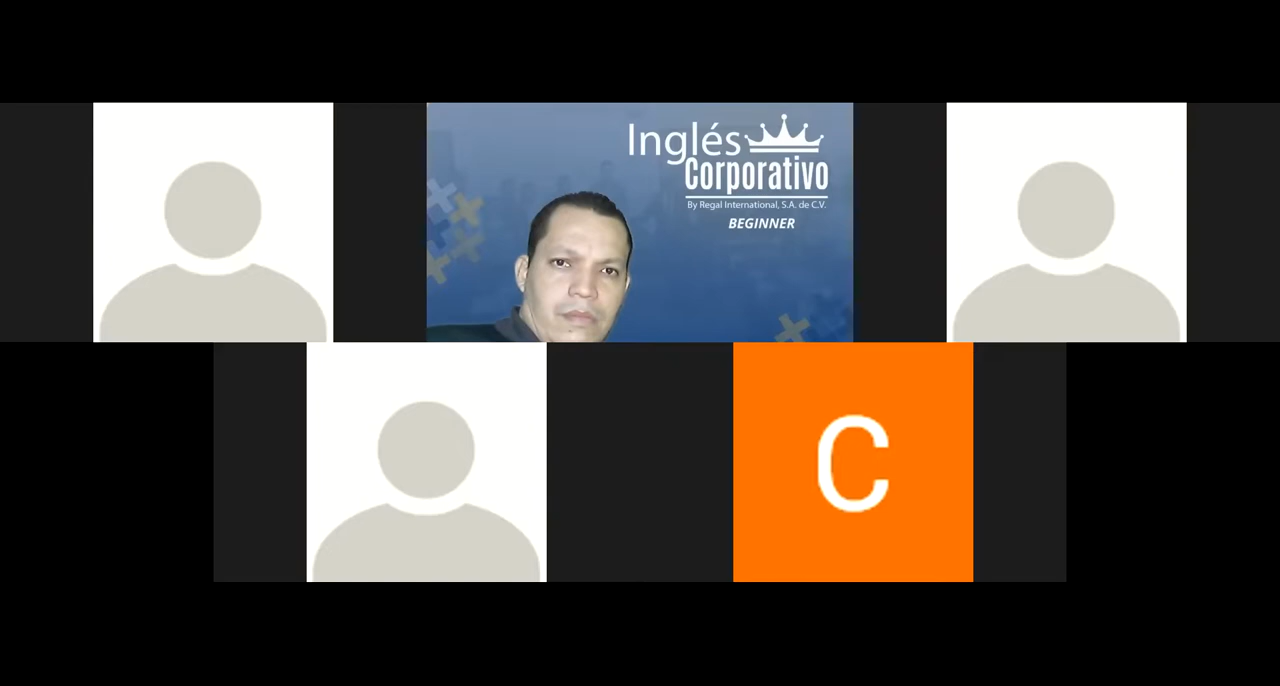 Inglés
Corporativo
By Regal International, S.A. de C.V.
BEGINNER
C